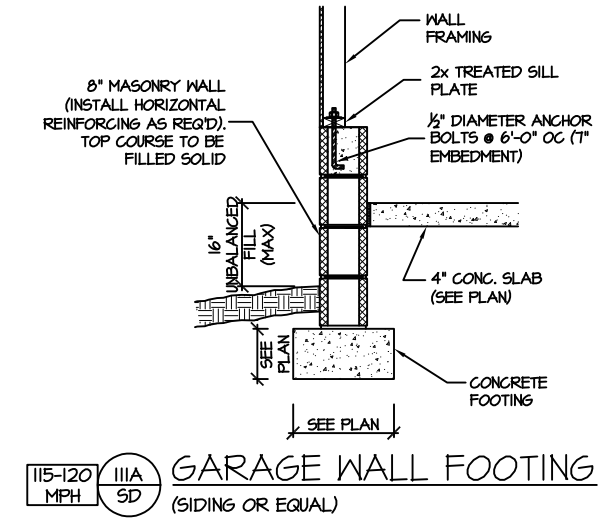 WALL
FRAMING
2x TREATED SILL
PLATE
8" MASONRY WALL
(INSTALL HORIZONTAL
REINFORCING AS REQ'D).
TOP COURSE TO BE
FILLED SOLID
½" DIAMETER ANCHOR
BOLTS @ 6'-0" OC (7"
EMBEDMENT)
16"
UNBALANCED
FILL
(MAX)
4" CONC. SLAB
(SEE PLAN)
SEE
PLAN
CONCRETE
FOOTING
SEE PLAN
115-120
MPH
111A
SD
GARAGE WALL FOOTING
(SIDING OR EQUAL)